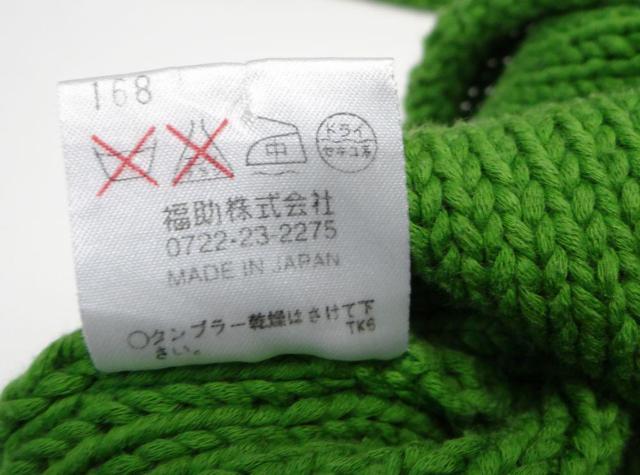 168
中
ドライ
セキユ系
福助株式会社
0722-23-2275
MADE IN JAPAN
○タンブラー乾燥はさけて下
さい。
TK6